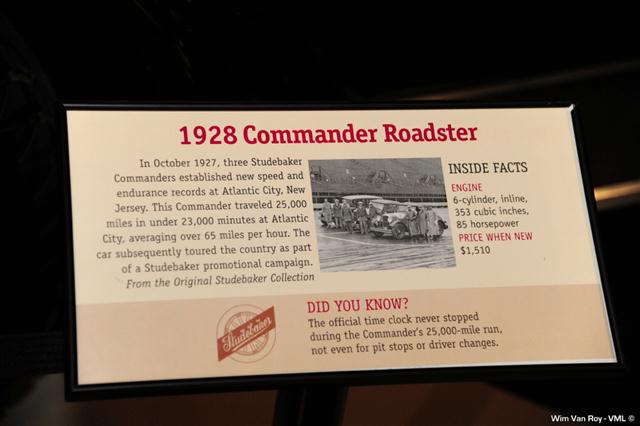 1928 Commander Roadster
In October 1927, three Studebaker
Commanders established new speed and
endurance records at Atlantic City, New
Jersey. This Commander traveled 25,000
miles in under 23,000 minutes at Atlantic
City, averaging over 65 miles per hour. The
car subsequently toured the country as part
of a Studebaker promotional campaign.
From the Original Studebaker Collection
INSIDE FACTS
ENGINE
6-cylinder, inline,
353 cubic inches,
85 horsepower
PRICE WHEN NEW
$1,510
Studebaker
DID YOU KNOW?
The official time clock never stopped
during the Commander's 25,000-mile run,
not even for pit stops or driver changes.
Wim Van Roy - VML ©